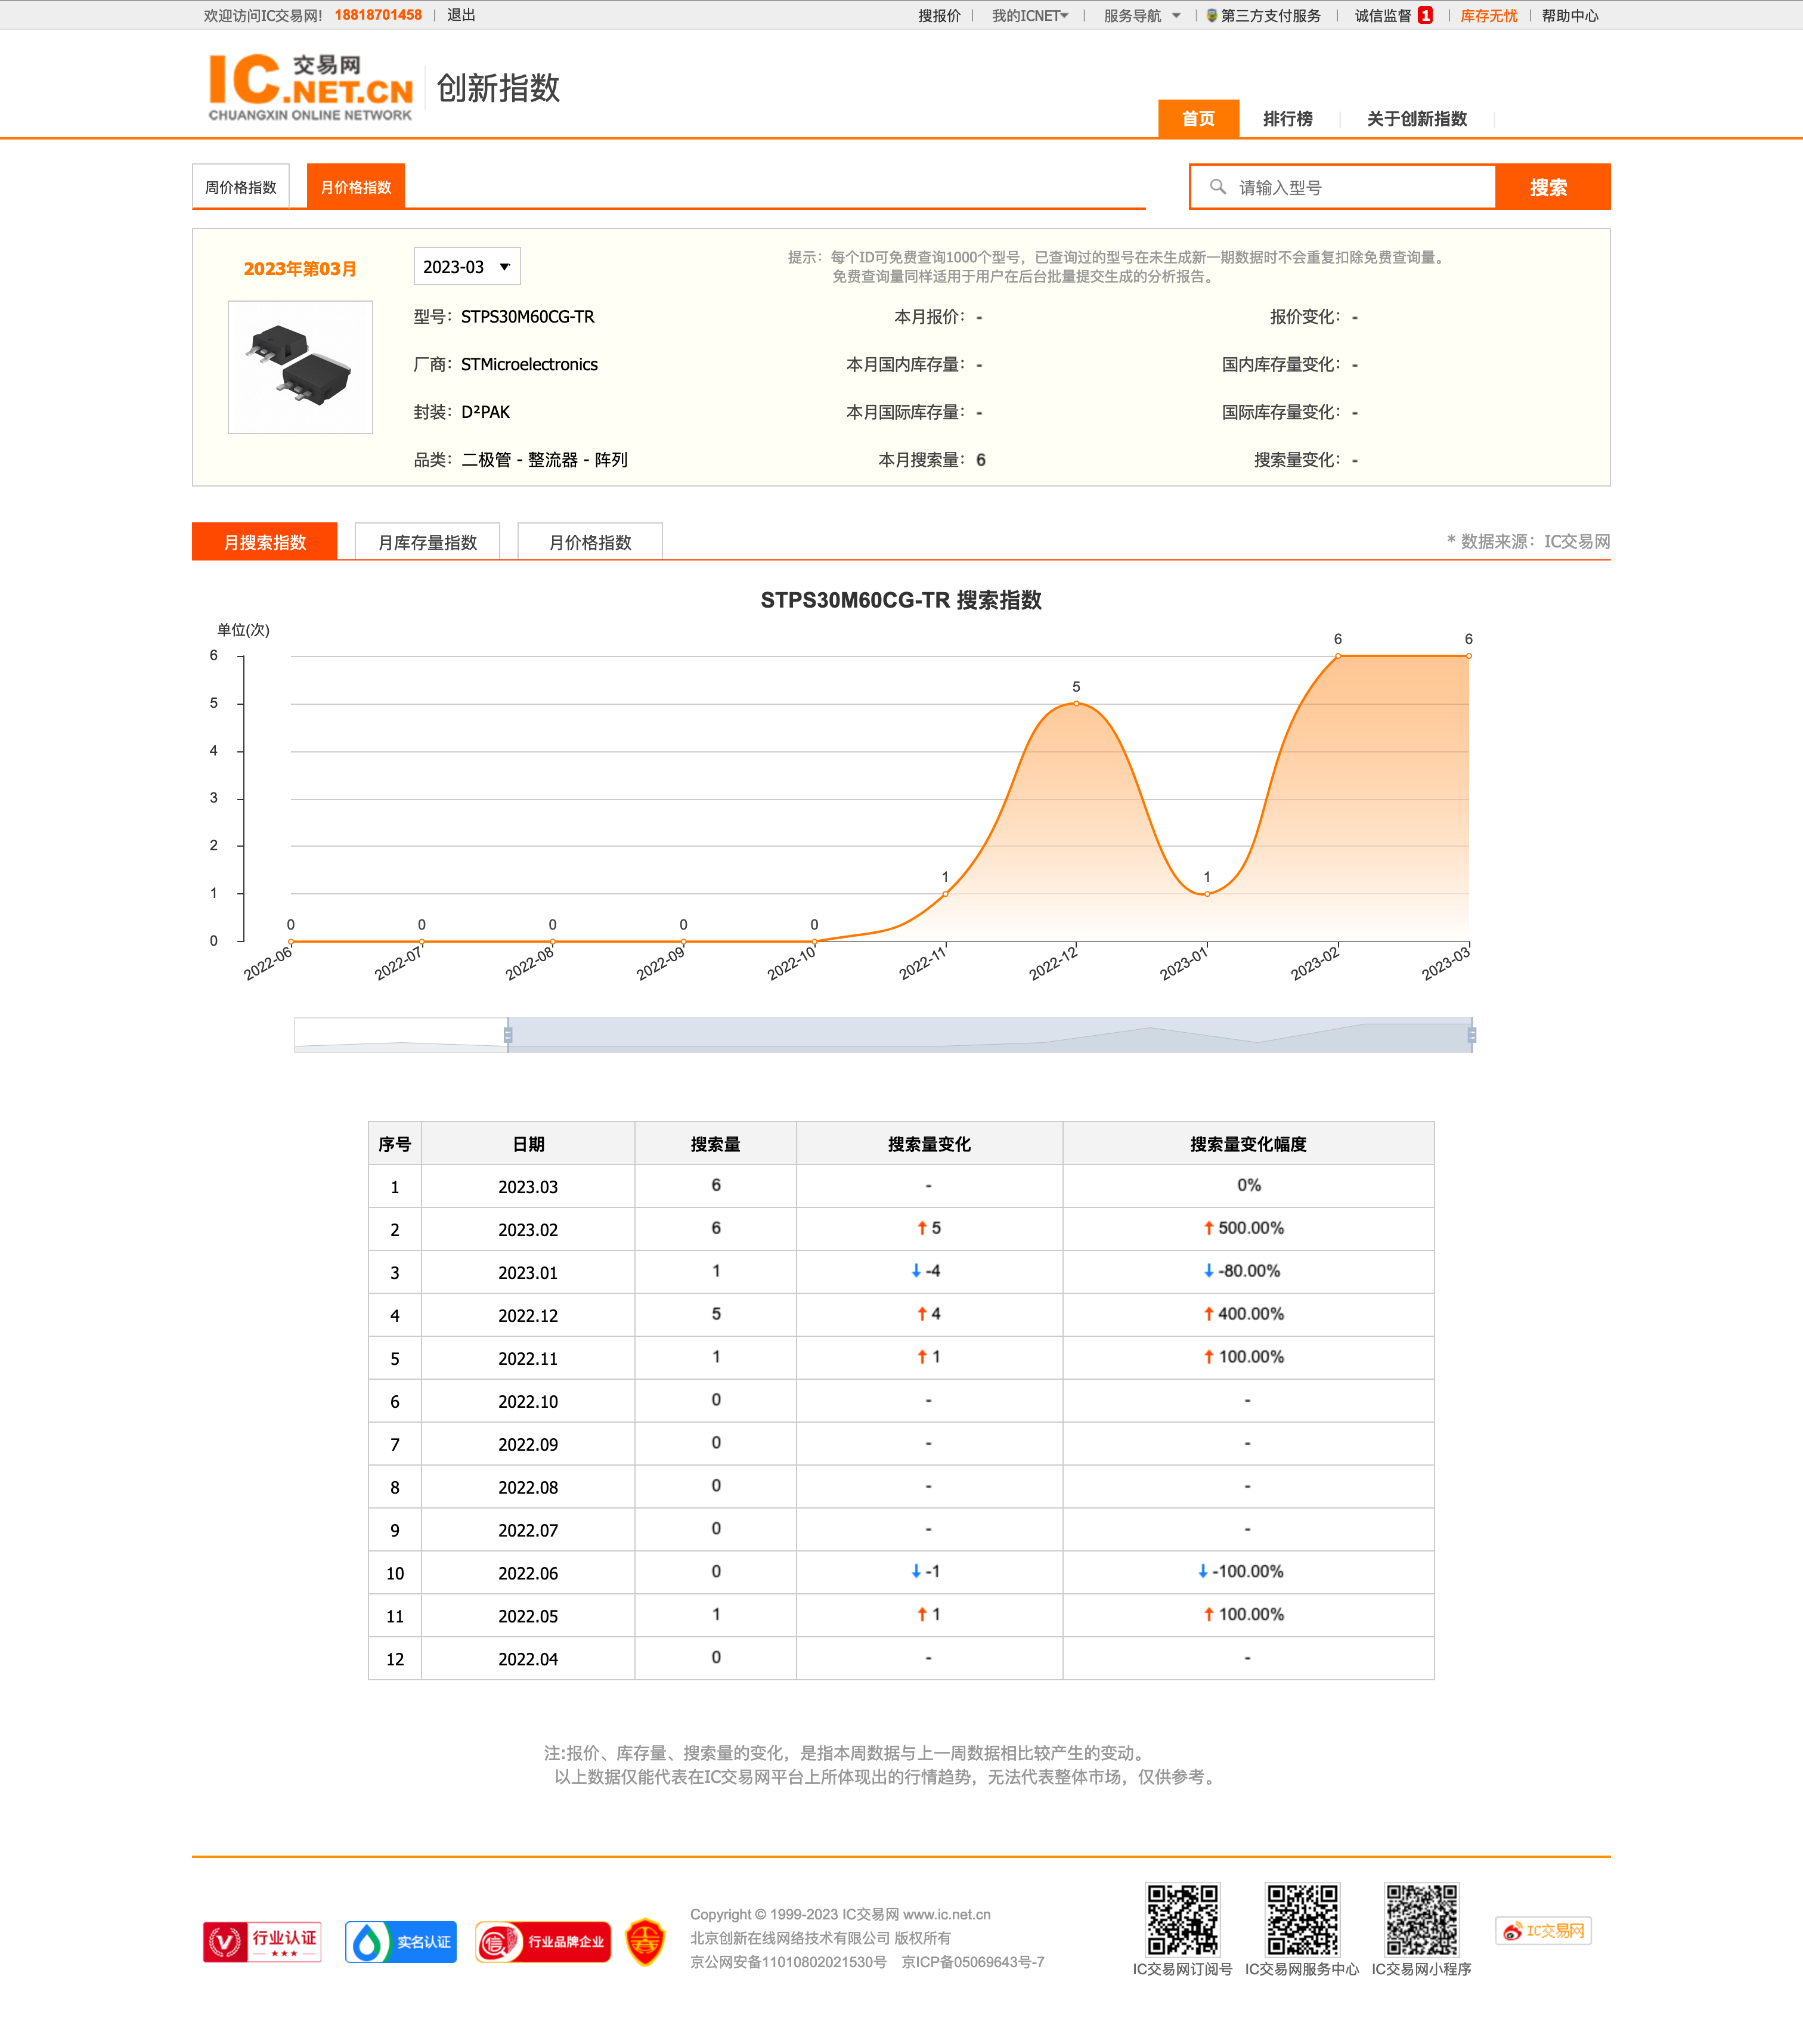 欢迎访问IC交易网! 18818701458 | 退出 搜报价 | 我的ICNET | 服务导航 | 第三方支付服务 | 诚信监督 1 | 库存无忧 | 帮助中心
IC 交易网 .NET.CN
CHUANGXIN ONLINE NETWORK
创新指数
首页 排行榜 关于创新指数
周价格指数 月价格指数 请输入型号 搜索
2023年第03月 2023-03
提示：每个ID可免费查询1000个型号，已查询过的型号在未生成新一期数据时不会重复扣除免费查询量。
免费查询量同样适用于用户在后台批量提交生成的分析报告。
型号：STPS30M60CG-TR 本月报价：- 报价变化：-
厂商：STMicroelectronics 本月国内库存量：- 国内库存量变化：-
封装：D²PAK 本月国际库存量：- 国际库存量变化：-
品类：二极管 - 整流器 - 阵列 本月搜索量：6 搜索量变化：-
月搜索指数 月库存量指数 月价格指数 * 数据来源：IC交易网
STPS30M60CG-TR 搜索指数
单位(次)
6 6
6
5
5
4
3
2
1 1
1
0 0 0 0 0
0
2022-06 2022-07 2022-08 2022-09 2022-10 2022-11 2022-12 2023-01 2023-02 2023-03
序号 日期 搜索量 搜索量变化 搜索量变化幅度
1 2023.03 6 - 0%
2 2023.02 6 ↑ 5 ↑ 500.00%
3 2023.01 1 ↓ -4 ↓ -80.00%
4 2022.12 5 ↑ 4 ↑ 400.00%
5 2022.11 1 ↑ 1 ↑ 100.00%
6 2022.10 0 - -
7 2022.09 0 - -
8 2022.08 0 - -
9 2022.07 0 - -
10 2022.06 0 ↓ -1 ↓ -100.00%
11 2022.05 1 ↑ 1 ↑ 100.00%
12 2022.04 0 - -
注:报价、库存量、搜索量的变化，是指本周数据与上一周数据相比较产生的变动。
以上数据仅能代表在IC交易网平台上所体现出的行情趋势，无法代表整体市场，仅供参考。
行业认证 实名认证 信 行业品牌企业
Copyright © 1999-2023 IC交易网 www.ic.net.cn
北京创新在线网络技术有限公司 版权所有
京公网安备11010802021530号 京ICP备05069643号-7
IC交易网订阅号 IC交易网服务中心 IC交易网小程序
IC交易网